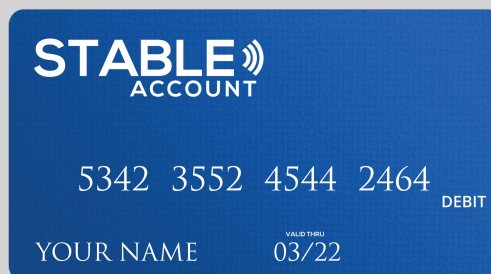 STABLE
ACCOUNT
5342 3552 4544 2464
DEBIT
VALID THRU
YOUR NAME 03/22